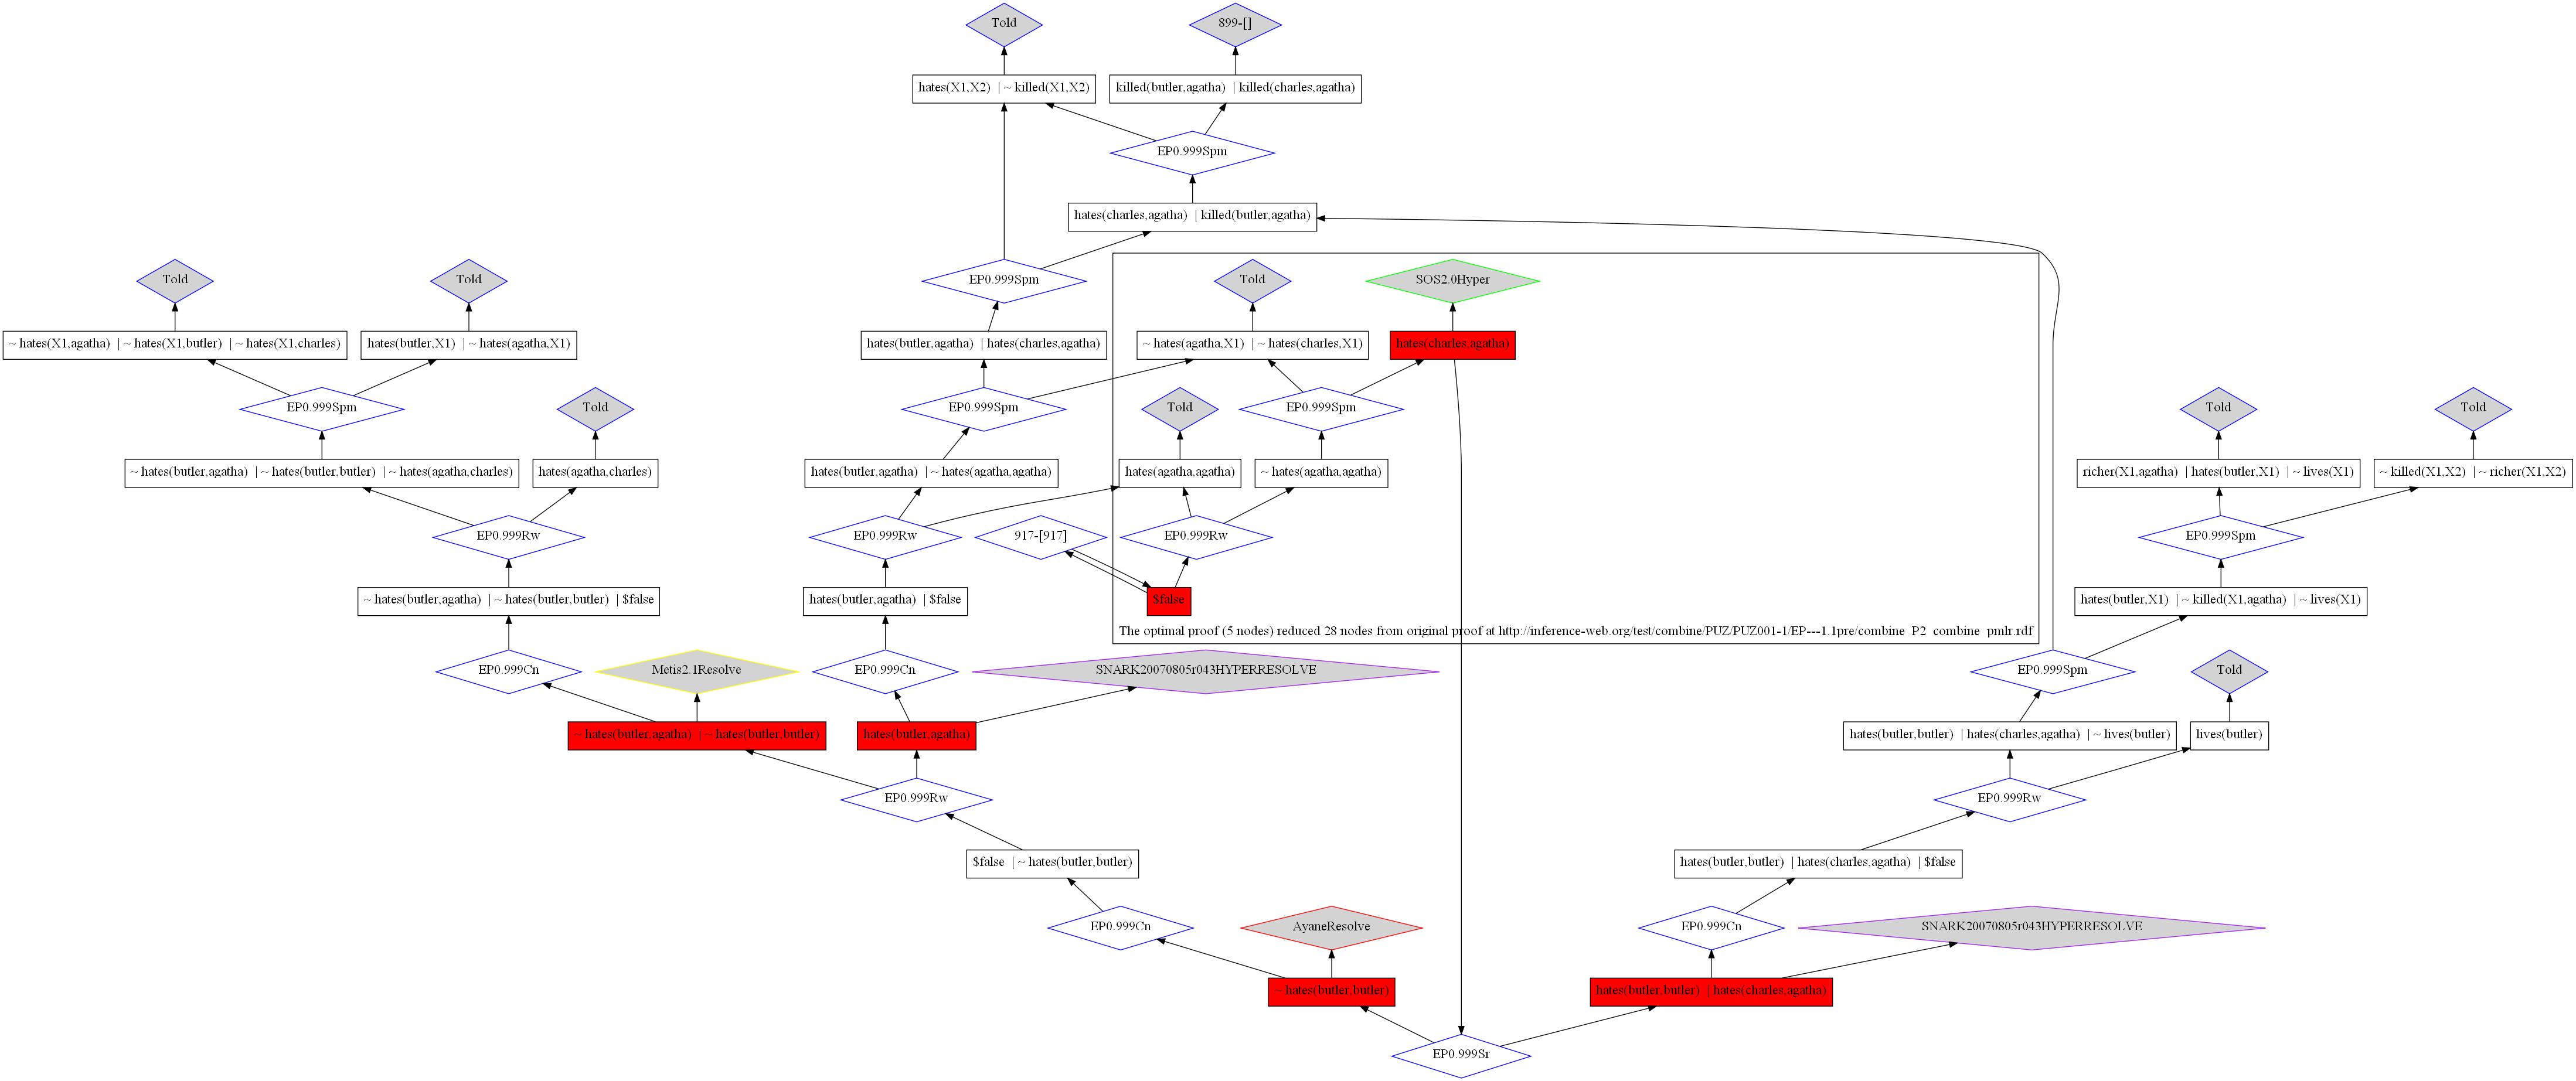 Told
899-[]
hates(X1,X2) | ~ killed(X1,X2)
killed(butler,agatha) | killed(charles,agatha)
EP0.999Spm
hates(charles,agatha) | killed(butler,agatha)
Told
Told
EP0.999Spm
Told
SOS2.0Hyper
~ hates(X1,agatha) | ~ hates(X1,butler) | ~ hates(X1,charles)
hates(butler,X1) | ~ hates(agatha,X1)
hates(butler,agatha) | hates(charles,agatha)
~ hates(agatha,X1) | ~ hates(charles,X1)
hates(charles,agatha)
EP0.999Spm
Told
EP0.999Spm
Told
EP0.999Spm
Told
Told
~ hates(butler,agatha) | ~ hates(butler,butler) | ~ hates(agatha,charles)
hates(agatha,charles)
hates(butler,agatha) | ~ hates(agatha,agatha)
hates(agatha,agatha)
~ hates(agatha,agatha)
richer(X1,agatha) | hates(butler,X1) | ~ lives(X1)
~ killed(X1,X2) | ~ richer(X1,X2)
EP0.999Rw
EP0.999Rw
917-[917]
EP0.999Rw
EP0.999Spm
~ hates(butler,agatha) | ~ hates(butler,butler) | $false
hates(butler,agatha) | $false
$false
hates(butler,X1) | ~ killed(X1,agatha) | ~ lives(X1)
The optimal proof (5 nodes) reduced 28 nodes from original proof at http://inference-web.org/test/combine/PUZ/PUZ001-1/EP---1.1pre/combine_P2_combine_pmlr.rdf
EP0.999Cn
Metis2.1Resolve
EP0.999Cn
SNARK20070805r043HYPERRESOLVE
EP0.999Spm
Told
~ hates(butler,agatha) | ~ hates(butler,butler)
hates(butler,agatha)
hates(butler,butler) | hates(charles,agatha) | ~ lives(butler)
lives(butler)
EP0.999Rw
EP0.999Rw
$false | ~ hates(butler,butler)
hates(butler,butler) | hates(charles,agatha) | $false
EP0.999Cn
AyaneResolve
EP0.999Cn
SNARK20070805r043HYPERRESOLVE
~ hates(butler,butler)
hates(butler,butler) | hates(charles,agatha)
EP0.999Sr